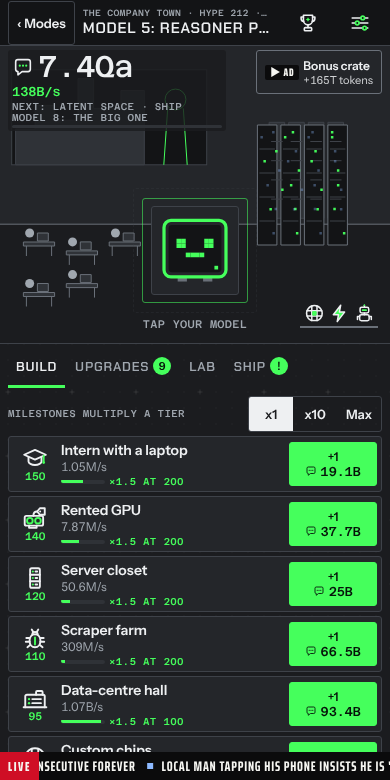 ‹ Modes
THE COMPANY TOWN · HYPE 212 ·…
MODEL 5: REASONER P…
7.4Qa
138B/s
NEXT: LATENT SPACE · SHIP
MODEL 8: THE BIG ONE
AD
Bonus crate
+165T tokens
TAP YOUR MODEL
BUILD
UPGRADES 9
LAB
SHIP !
MILESTONES MULTIPLY A TIER
x1
x10
Max
Intern with a laptop
1.05M/s
150
×1.5 AT 200
+1
19.1B
Rented GPU
7.87M/s
140
×1.5 AT 200
+1
37.7B
Server closet
50.6M/s
120
×1.5 AT 200
+1
25B
Scraper farm
309M/s
110
×1.5 AT 200
+1
66.5B
Data-centre hall
1.07B/s
95
×1.5 AT 100
+1
93.4B
Custom chips
LIVE
NSECUTIVE FOREVER
LOCAL MAN TAPPING HIS PHONE INSISTS HE IS